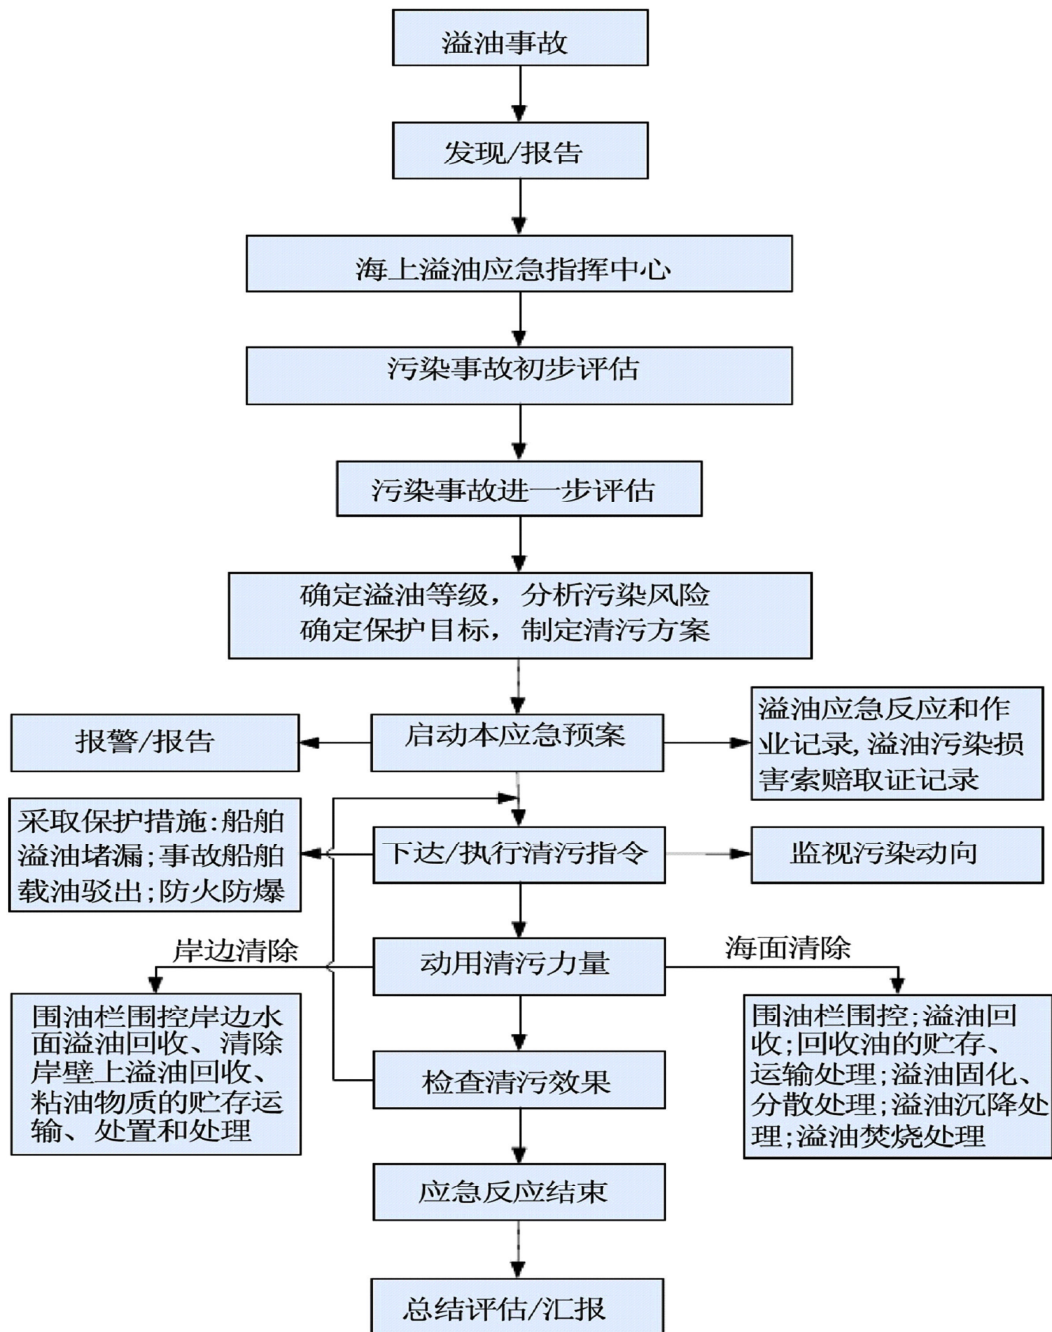 溢油事故
发现/报告
海上溢油应急指挥中心
污染事故初步评估
污染事故进一步评估
确定溢油等级，分析污染风险
确定保护目标，制定清污方案
报警/报告
启动本应急预案
溢油应急反应和作
业记录,溢油污染损
害索赔取证记录
采取保护措施:船舶
溢油堵漏;事故船舶
载油驳出;防火防爆
下达/执行清污指令
监视污染动向
岸边清除
动用清污力量
海面清除
围油栏围控岸边水
面溢油回收、清除
岸壁上溢油回收、
粘油物质的贮存运
输、处置和处理
检查清污效果
围油栏围控;溢油回
收;回收油的贮存、
运输处理;溢油固化、
分散处理;溢油沉降处
理;溢油焚烧处理
应急反应结束
总结评估/汇报